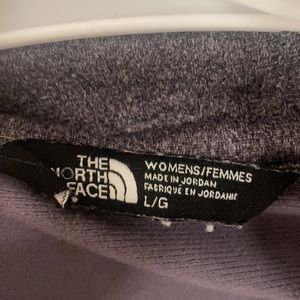 THE
NORTH
FACE
WOMENS/FEMMES
MADE IN JORDAN
FABRIQUÉ EN JORDANIE
L/G